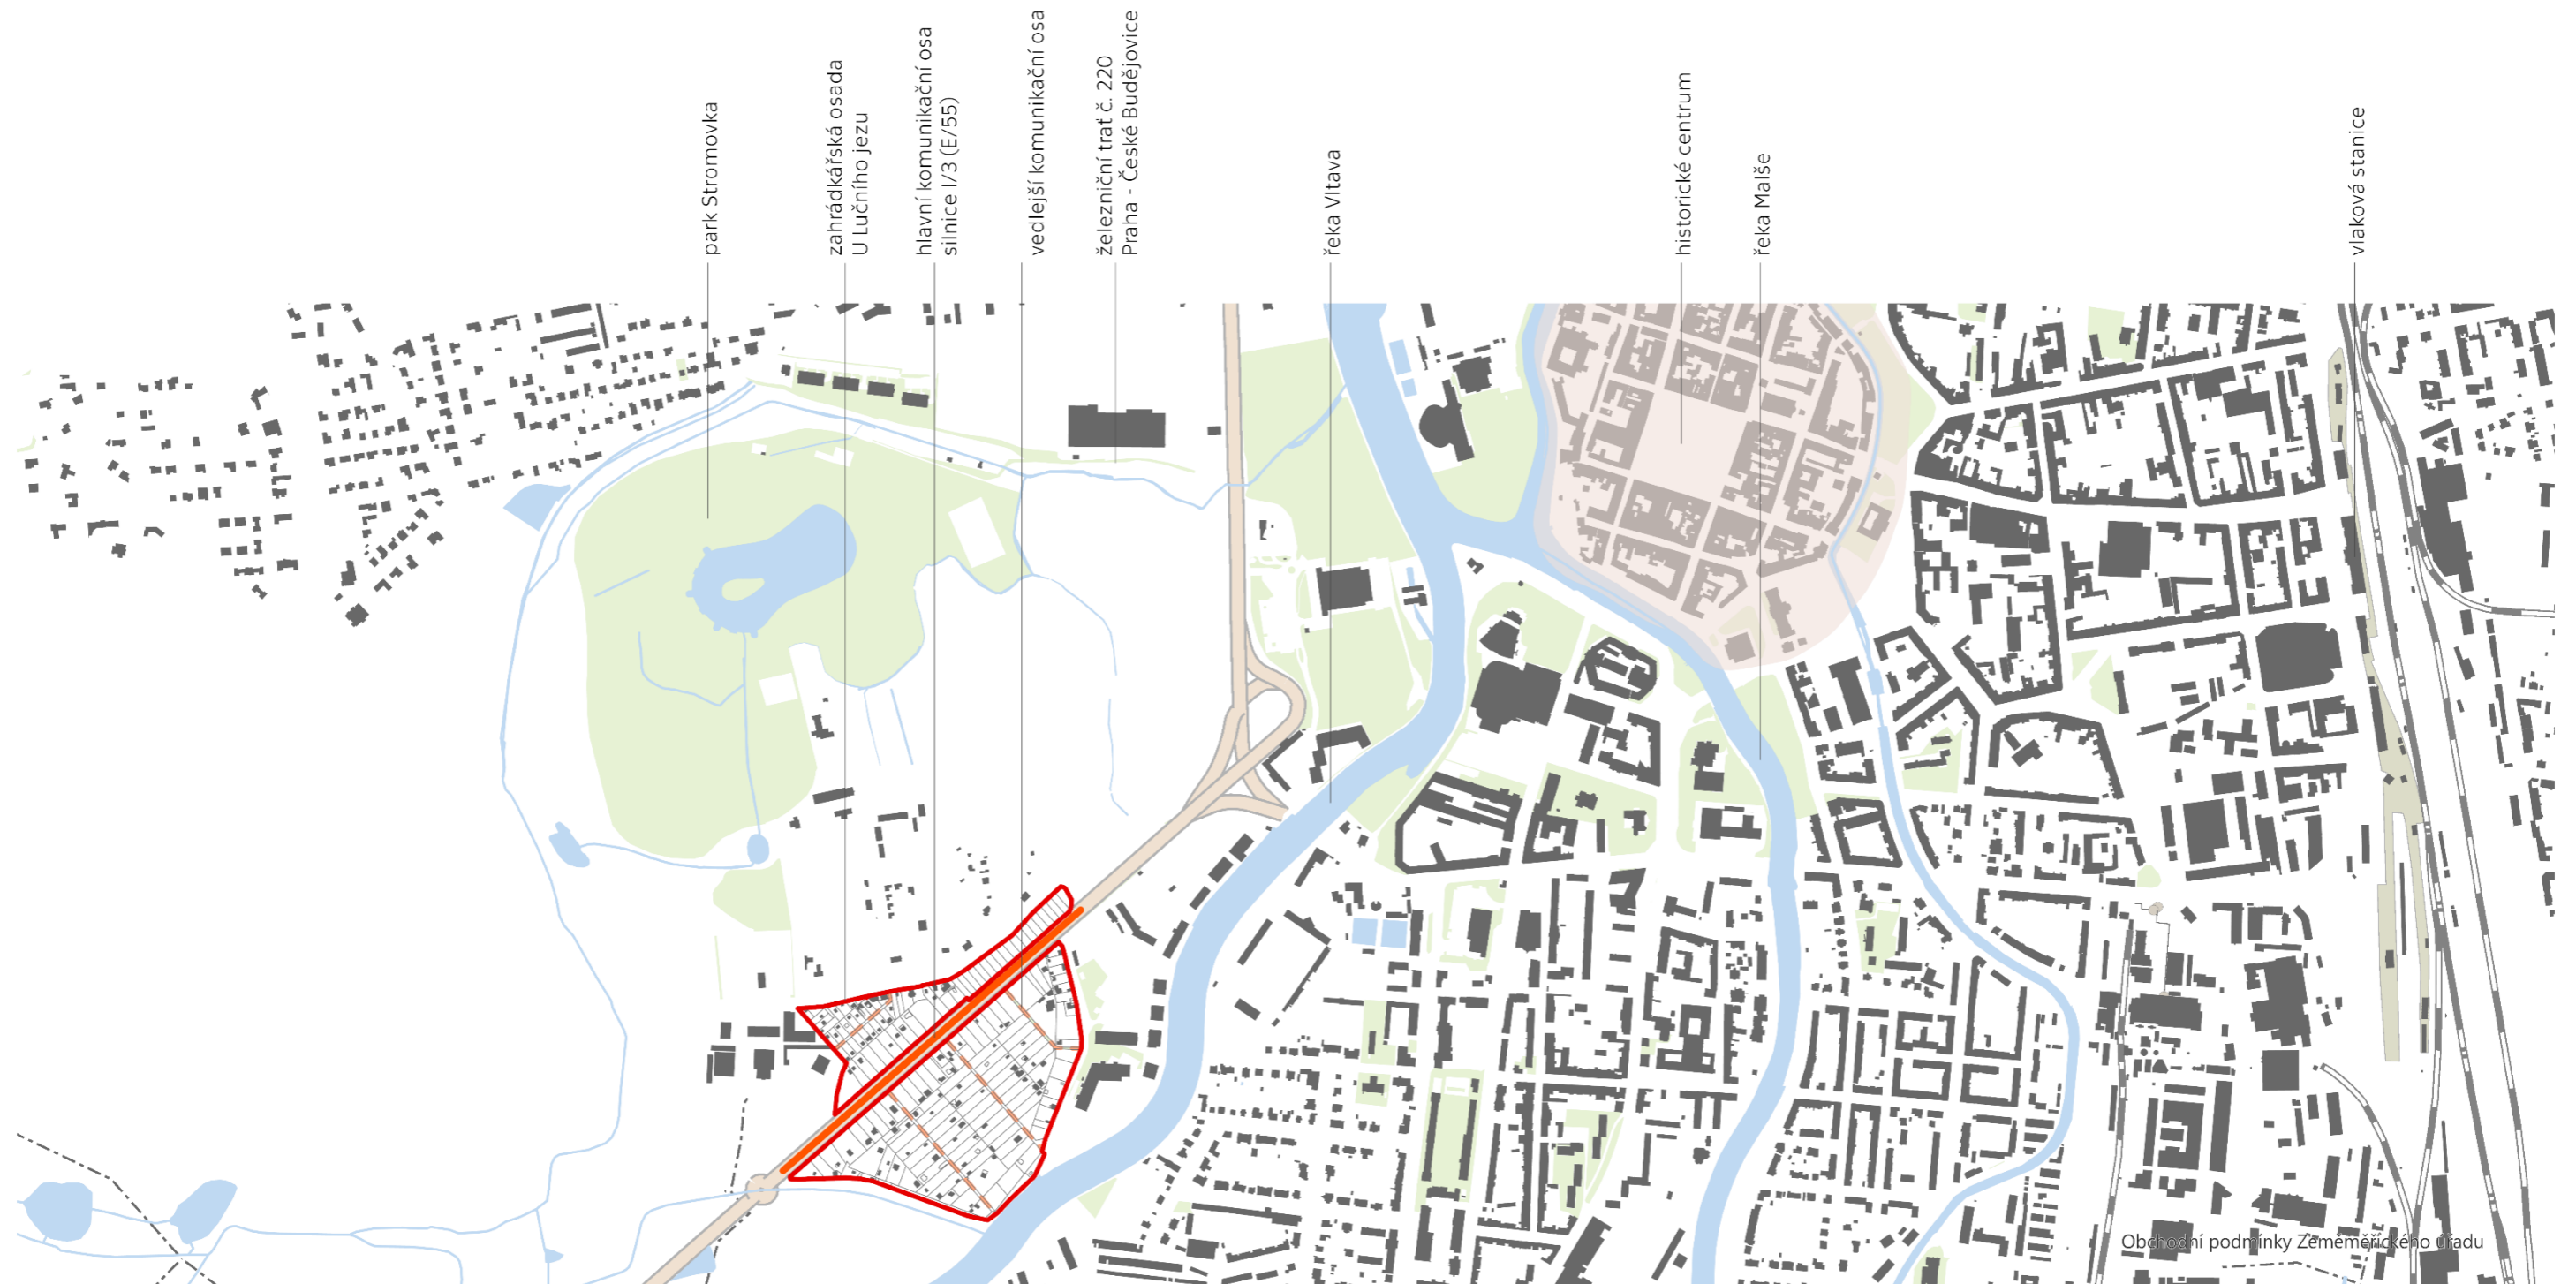 park Stromovka
zahrádkářská osada
U Lučního jezu
hlavní komunikační osa
silnice I/3 (E/55)
vedlejší komunikační osa
železniční trať č. 220
Praha - České Budějovice
řeka Vltava
historické centrum
řeka Malše
vlaková stanice
Obchodní podmínky Zeměměřického úřadu